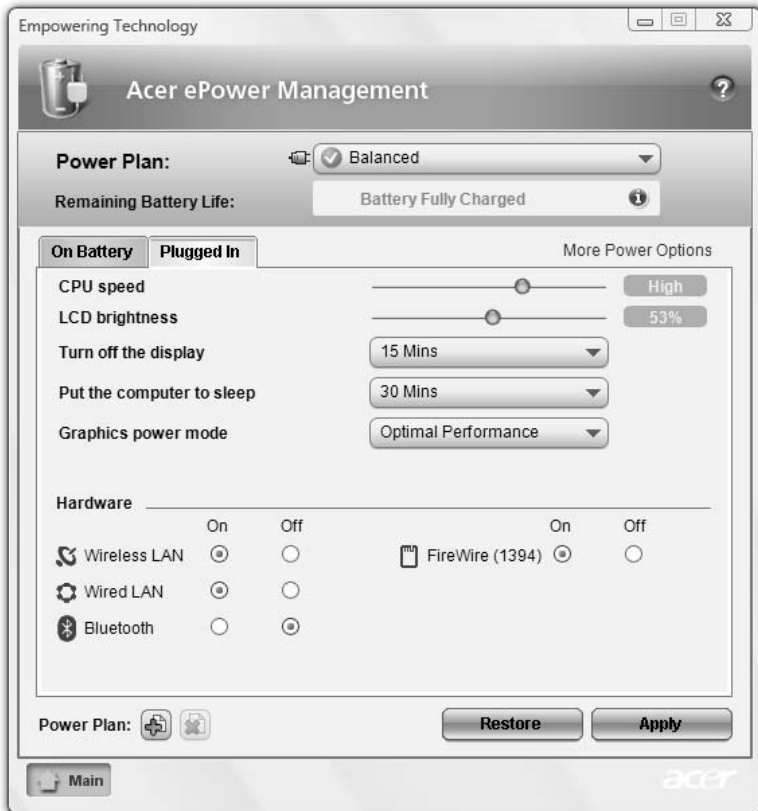 Empowering Technology
Acer ePower Management
?
Power Plan: Balanced
Remaining Battery Life: Battery Fully Charged i
On Battery Plugged In More Power Options
CPU speed High
LCD brightness 53%
Turn off the display 15 Mins
Put the computer to sleep 30 Mins
Graphics power mode Optimal Performance
Hardware
On Off On Off
Wireless LAN FireWire (1394)
Wired LAN
Bluetooth
Power Plan: Restore Apply
Main acer